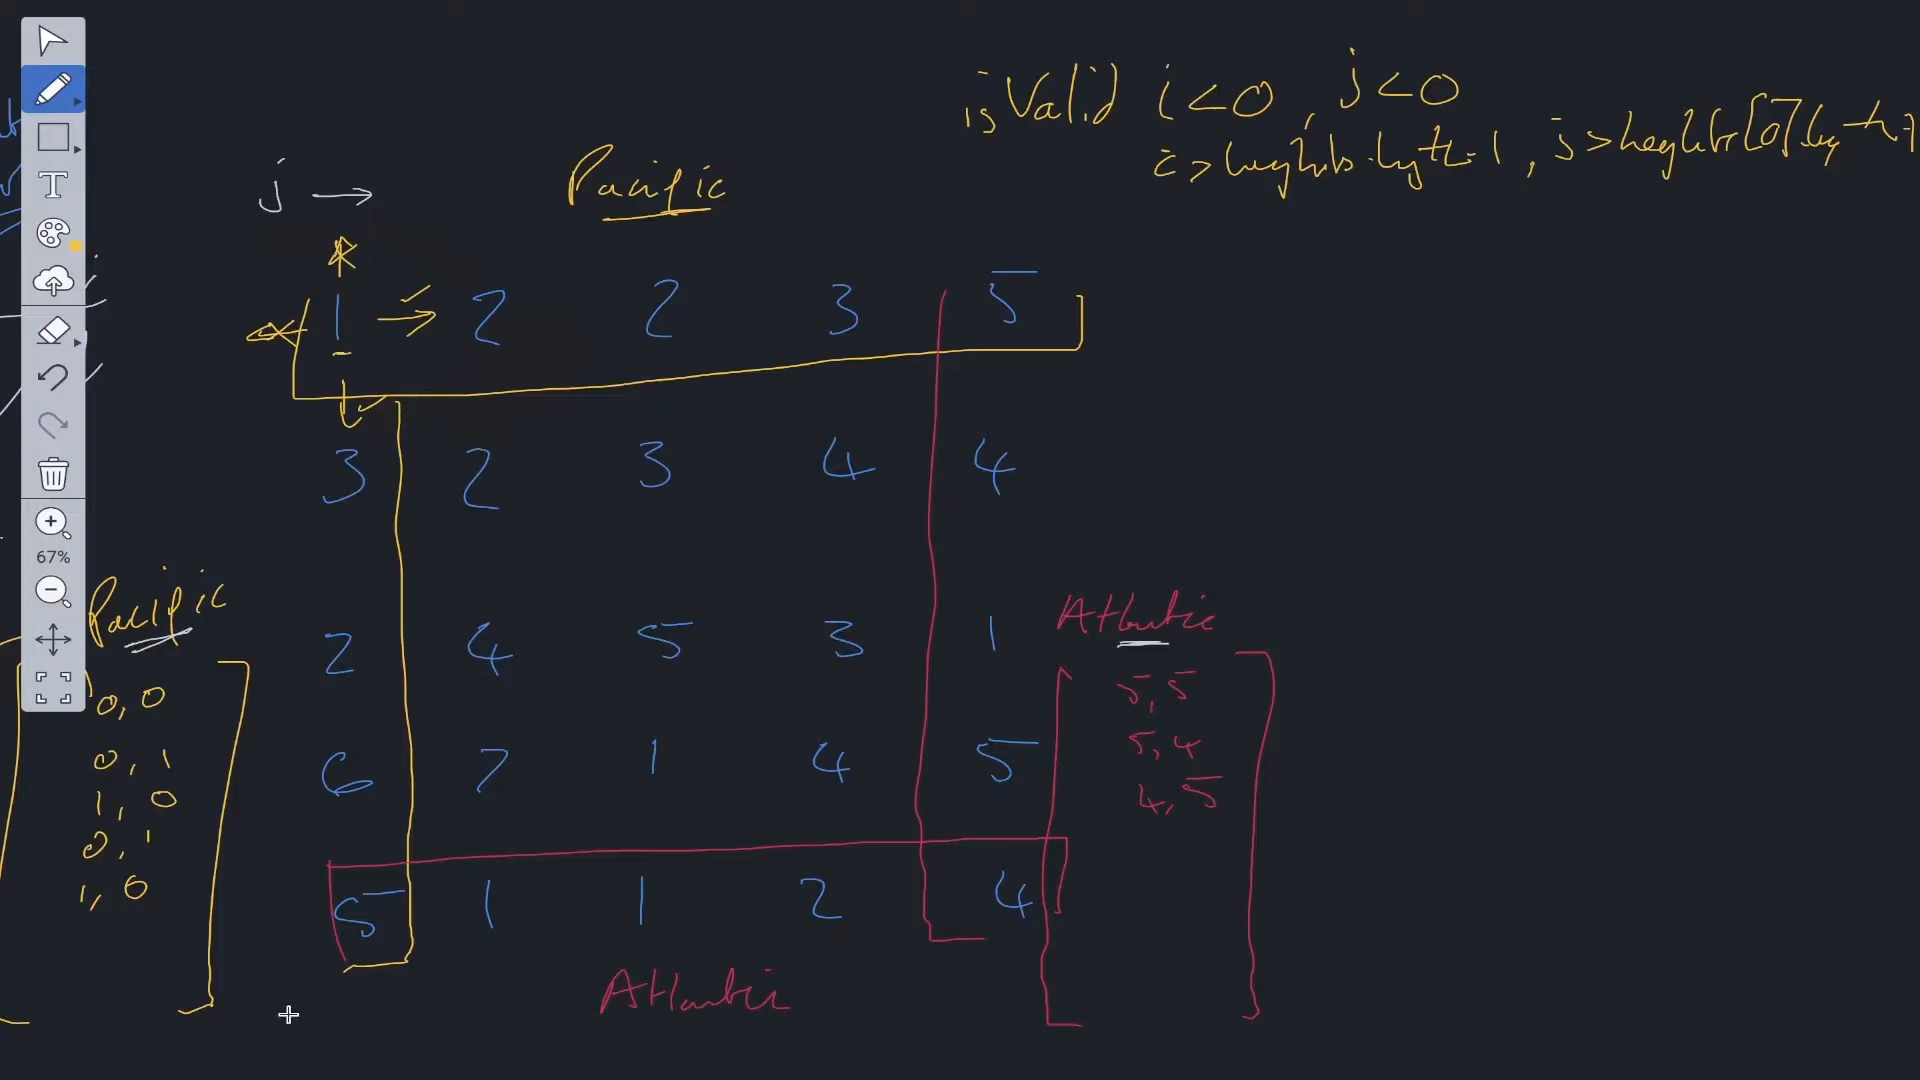 isValid i<0, j<0
i>heights.length-1, j>heights[0].length-1
j → Pacific
1 → 2 2 3 5
3 2 3 4 4
2 4 5 3 1
6 7 1 4 5
5 1 1 2 4
Atlantic
67%
Pacific
0,0
0,1
1,0
0,1
1,0
Atlantic
5,5
5,4
4,5